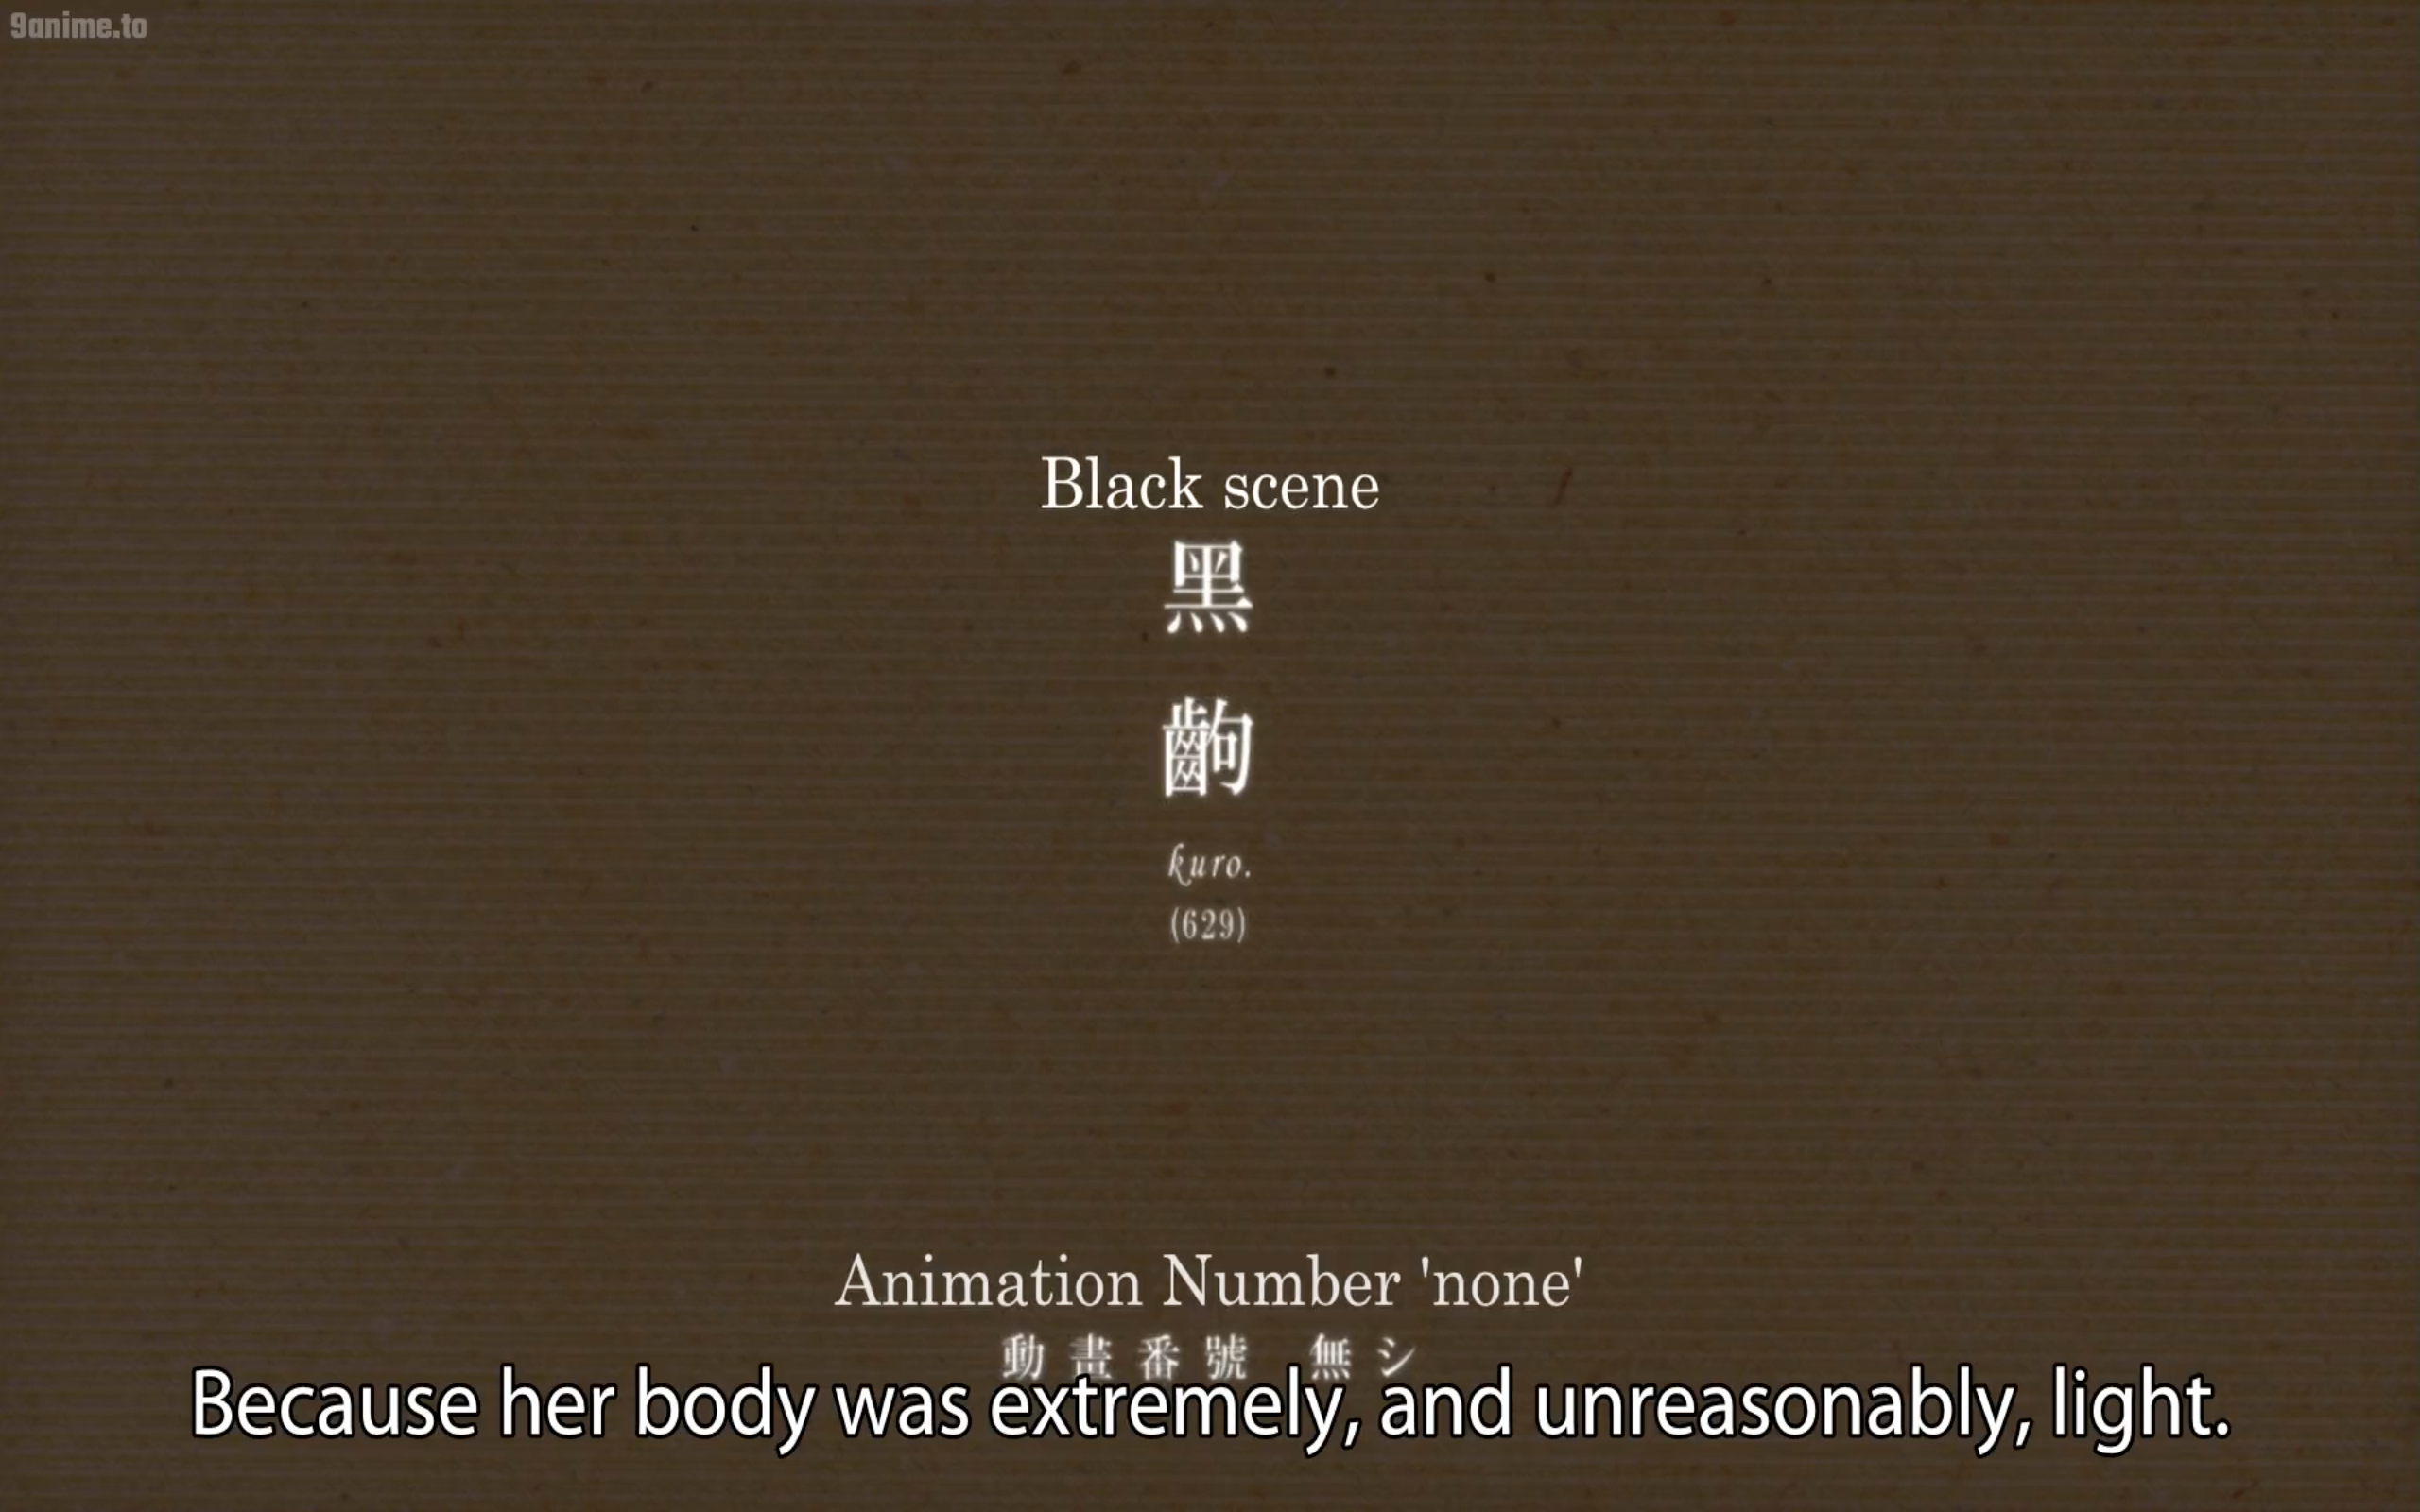 9anime.to
Black scene
黑
齣
kuro.
(629)
Animation Number 'none'
動畫番號 無シ
Because her body was extremely, and unreasonably, light.